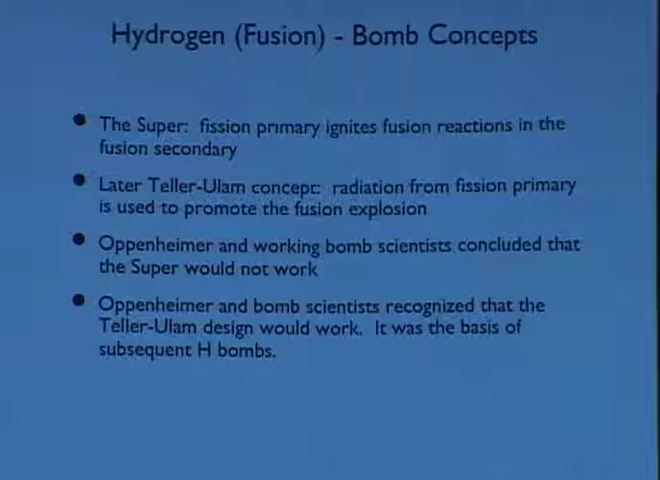 Hydrogen (Fusion) - Bomb Concepts
• The Super: fission primary ignites fusion reactions in the
fusion secondary
• Later Teller-Ulam concept: radiation from fission primary
is used to promote the fusion explosion
• Oppenheimer and working bomb scientists concluded that
the Super would not work
• Oppenheimer and bomb scientists recognized that the
Teller-Ulam design would work. It was the basis of
subsequent H bombs.